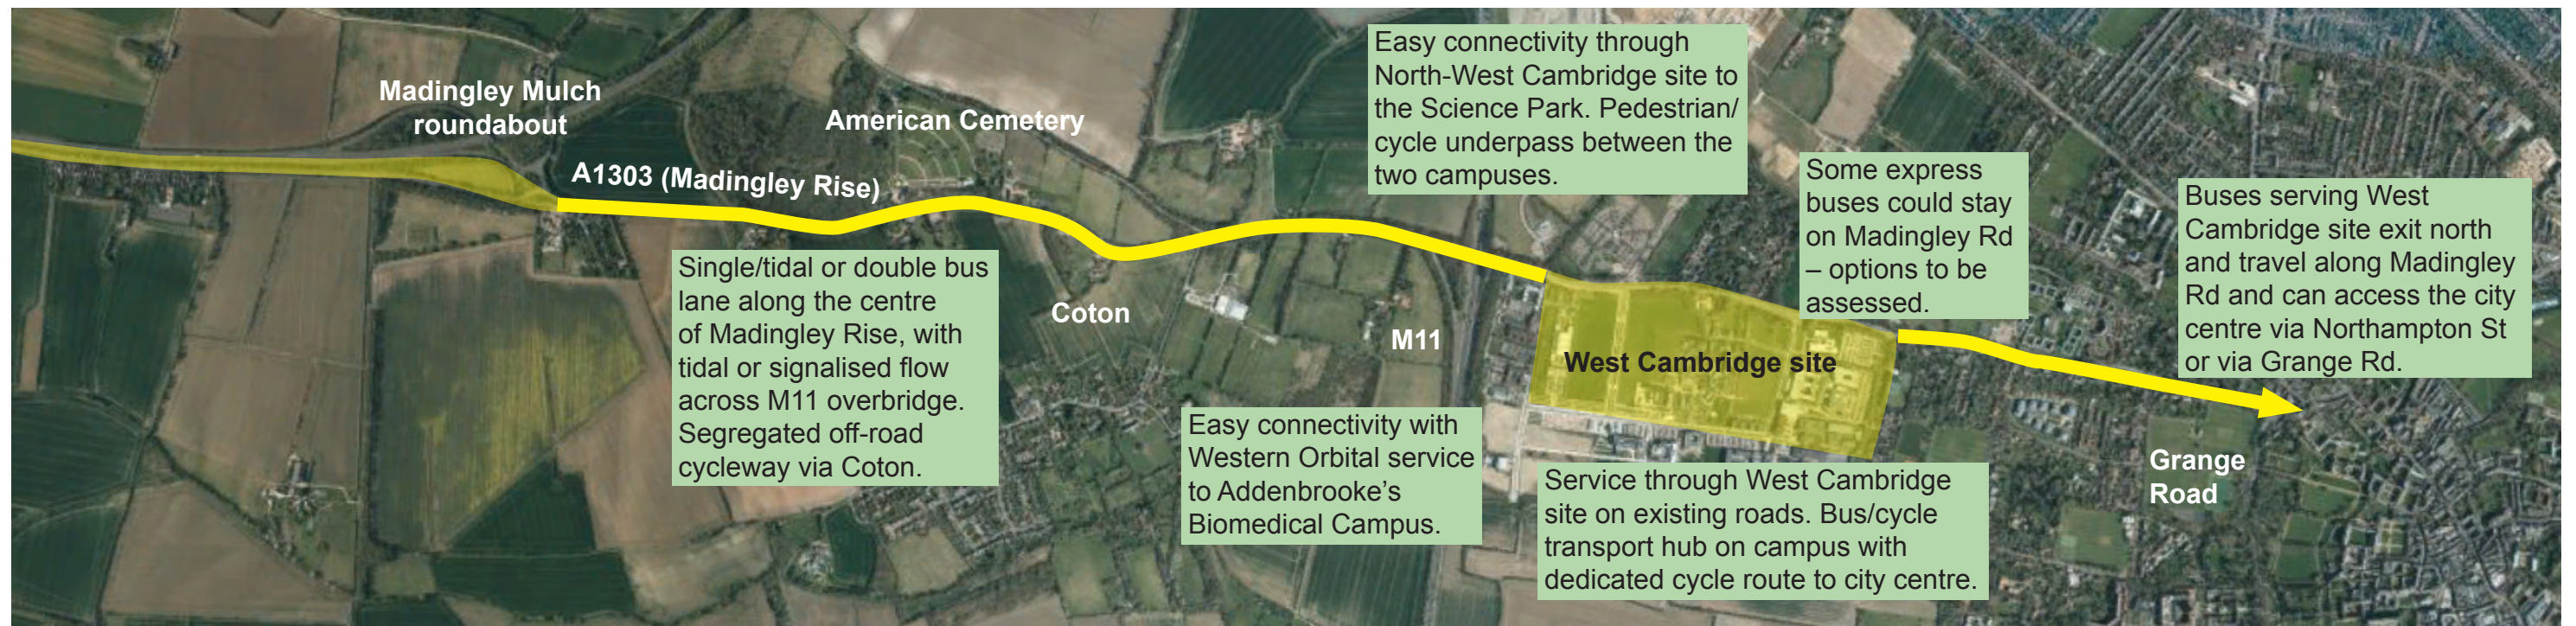 Madingley Mulch
roundabout
A1303 (Madingley Rise)
American Cemetery
Single/tidal or double bus
lane along the centre
of Madingley Rise, with
tidal or signalised flow
across M11 overbridge.
Segregated off-road
cycleway via Coton.
Coton
M11
Easy connectivity with
Western Orbital service
to Addenbrooke’s
Biomedical Campus.
Easy connectivity through
North-West Cambridge site to
the Science Park. Pedestrian/
cycle underpass between the
two campuses.
West Cambridge site
Service through West Cambridge
site on existing roads. Bus/cycle
transport hub on campus with
dedicated cycle route to city centre.
Some express
buses could stay
on Madingley Rd
– options to be
assessed.
Buses serving West
Cambridge site exit north
and travel along Madingley
Rd and can access the city
centre via Northampton St
or via Grange Rd.
Grange
Road